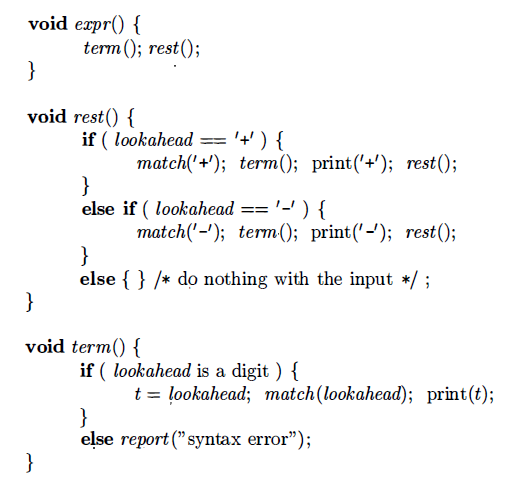 void expr() {
term(); rest();
}
void rest() {
if ( lookahead == '+' ) {
match('+'); term(); print('+'); rest();
}
else if ( lookahead == '-' ) {
match('-'); term(); print('-'); rest();
}
else { } /* do nothing with the input */ ;
}
void term() {
if ( lookahead is a digit ) {
t = lookahead; match(lookahead); print(t);
}
else report("syntax error");
}